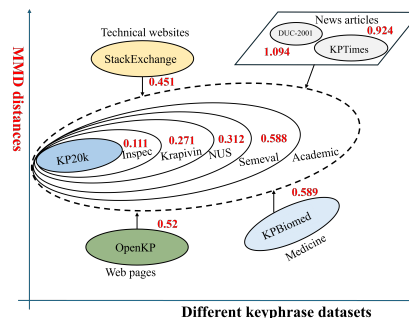 Technical websites
StackExchange
0.451
News articles
DUC-2001
0.924
1.094
KPTimes
MMD distances
KP20k
0.111
Inspec
0.271
Krapivin
0.312
NUS
0.588
Semeval
Academic
0.52
OpenKP
Web pages
0.589
KPBiomed
Medicine
Different keyphrase datasets